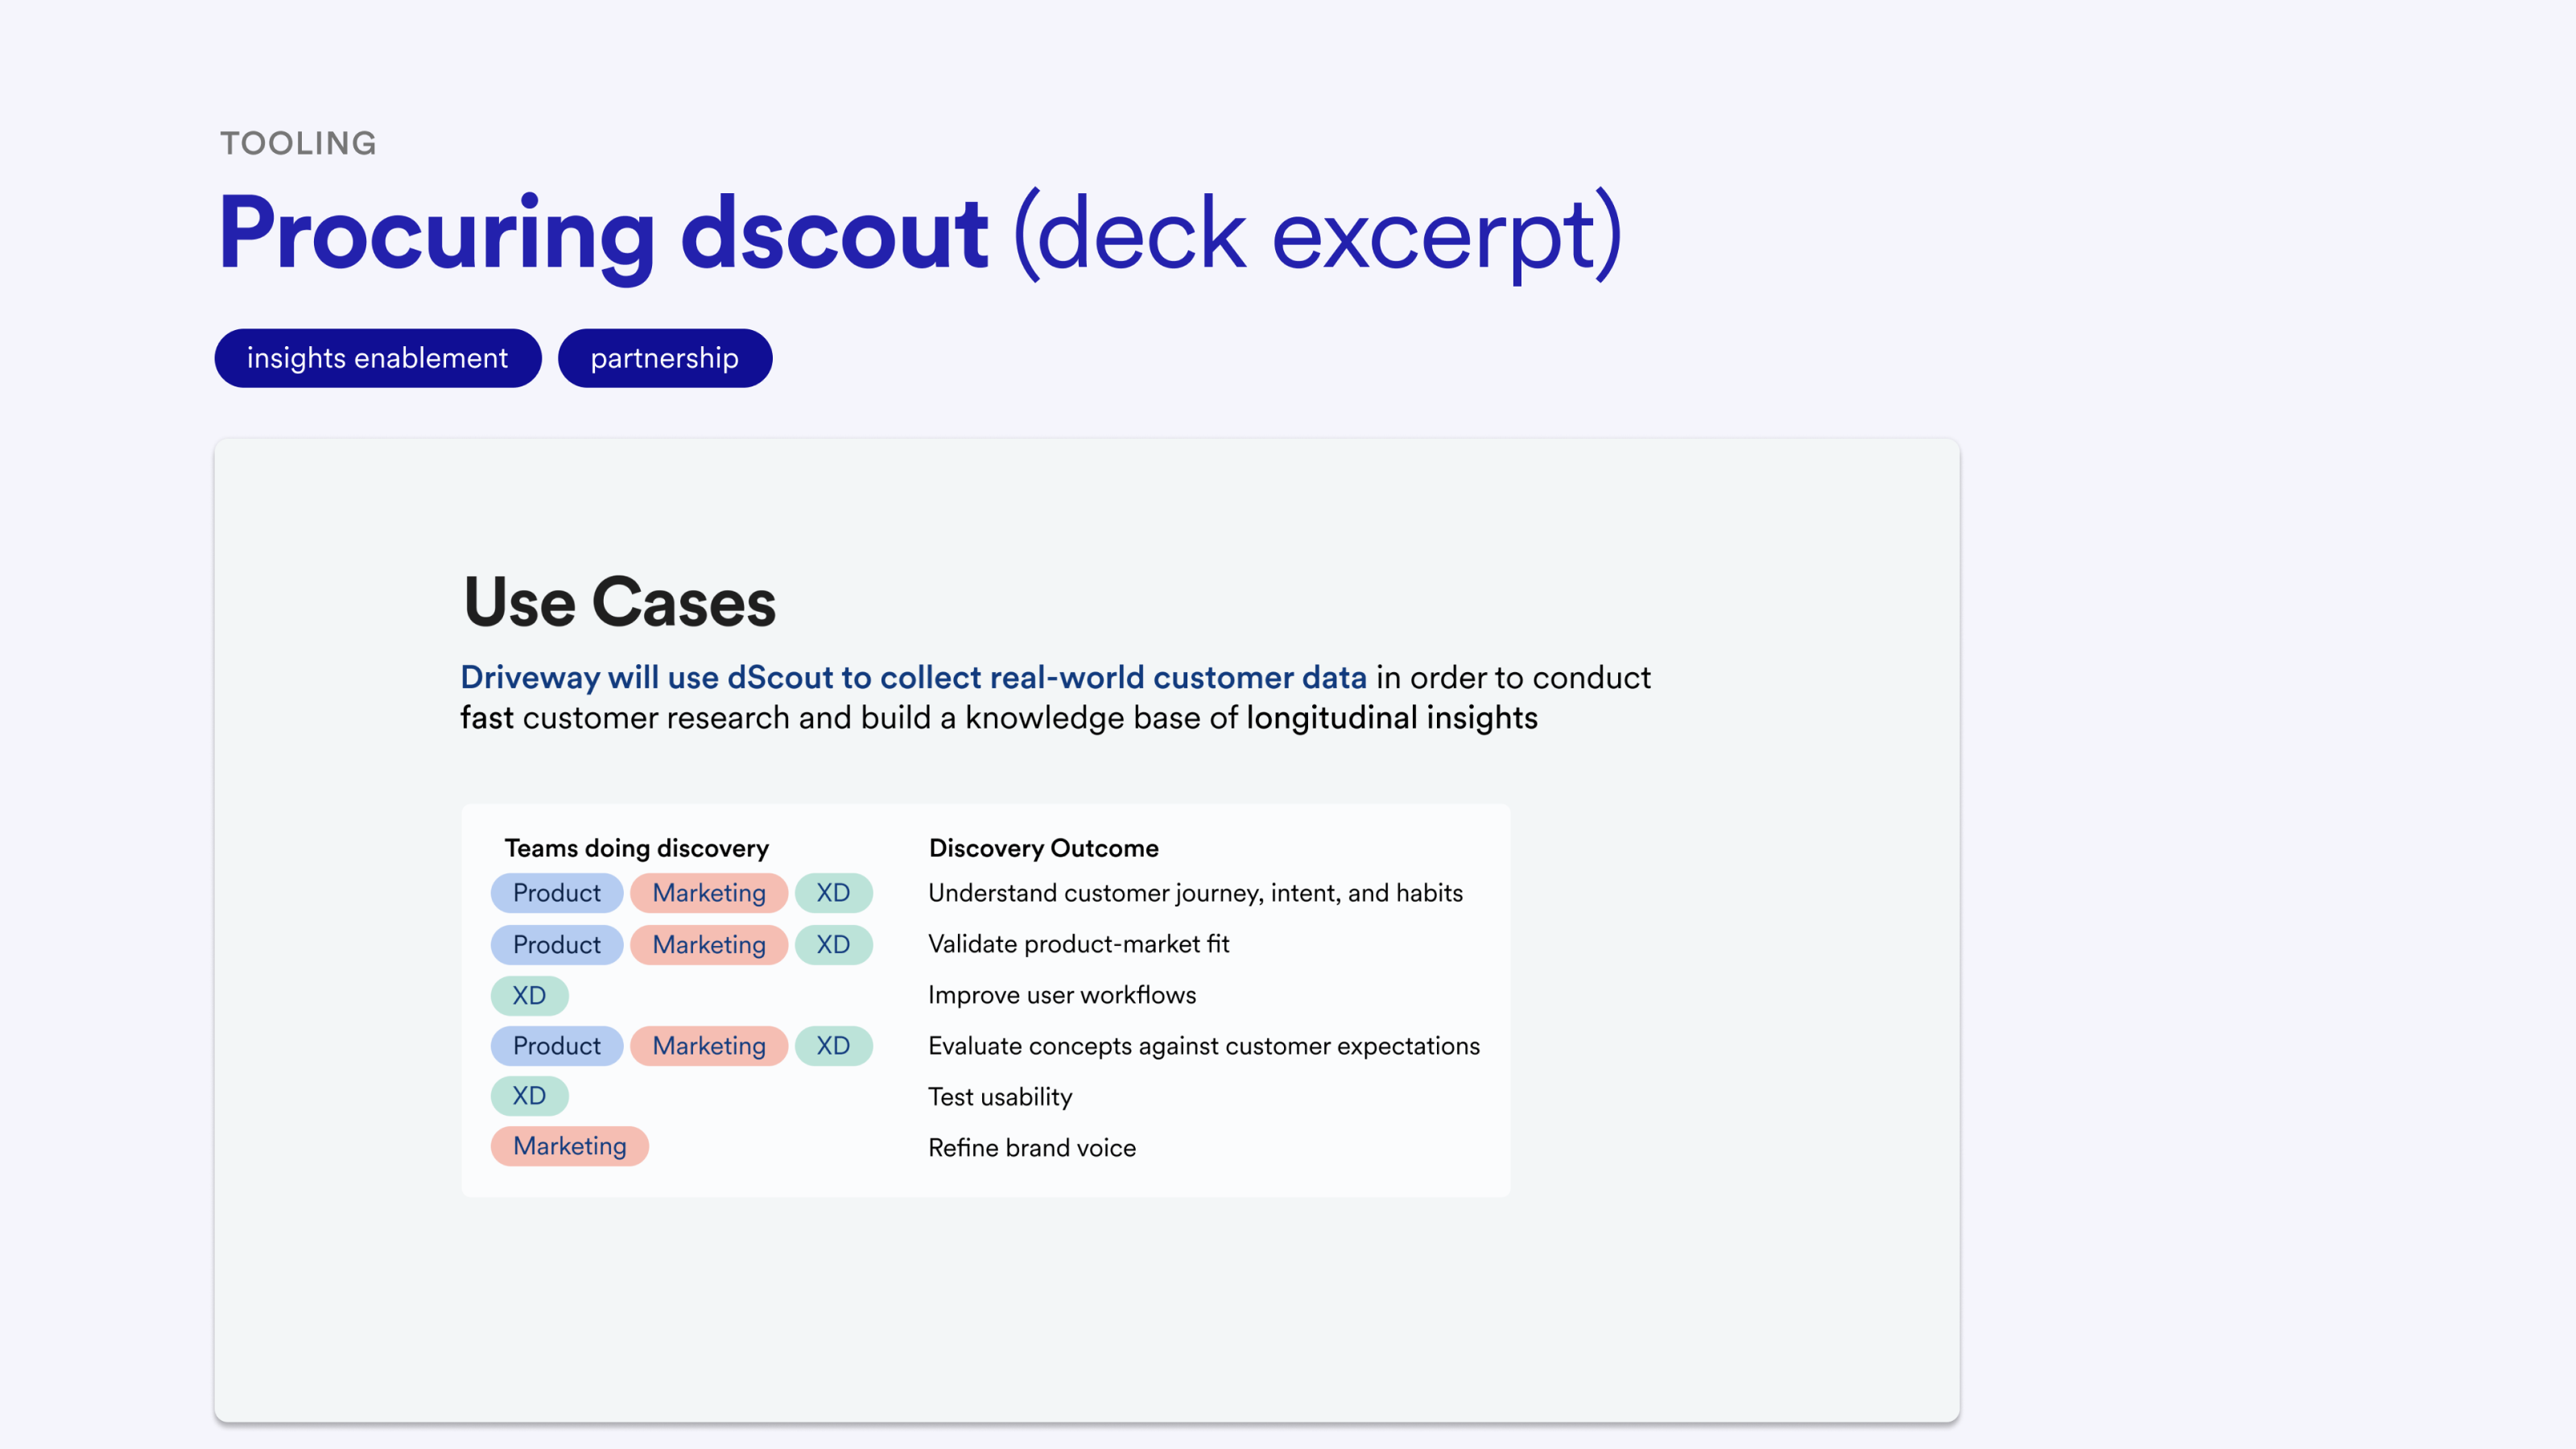 TOOLING
Procuring dscout (deck excerpt)
insights enablement partnership
Use Cases
Driveway will use dScout to collect real-world customer data in order to conduct
fast customer research and build a knowledge base of longitudinal insights
Teams doing discovery Discovery Outcome
Product Marketing XD Understand customer journey, intent, and habits
Product Marketing XD Validate product-market fit
XD Improve user workflows
Product Marketing XD Evaluate concepts against customer expectations
XD Test usability
Marketing Refine brand voice